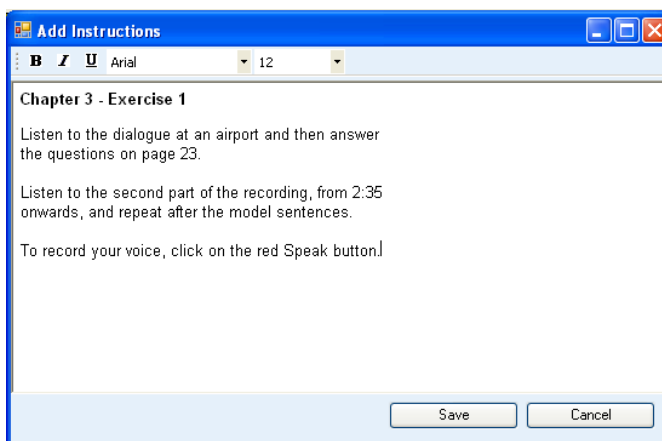 Add Instructions
B I U Arial 12
Chapter 3 - Exercise 1
Listen to the dialogue at an airport and then answer
the questions on page 23.
Listen to the second part of the recording, from 2:35
onwards, and repeat after the model sentences.
To record your voice, click on the red Speak button.
Save Cancel